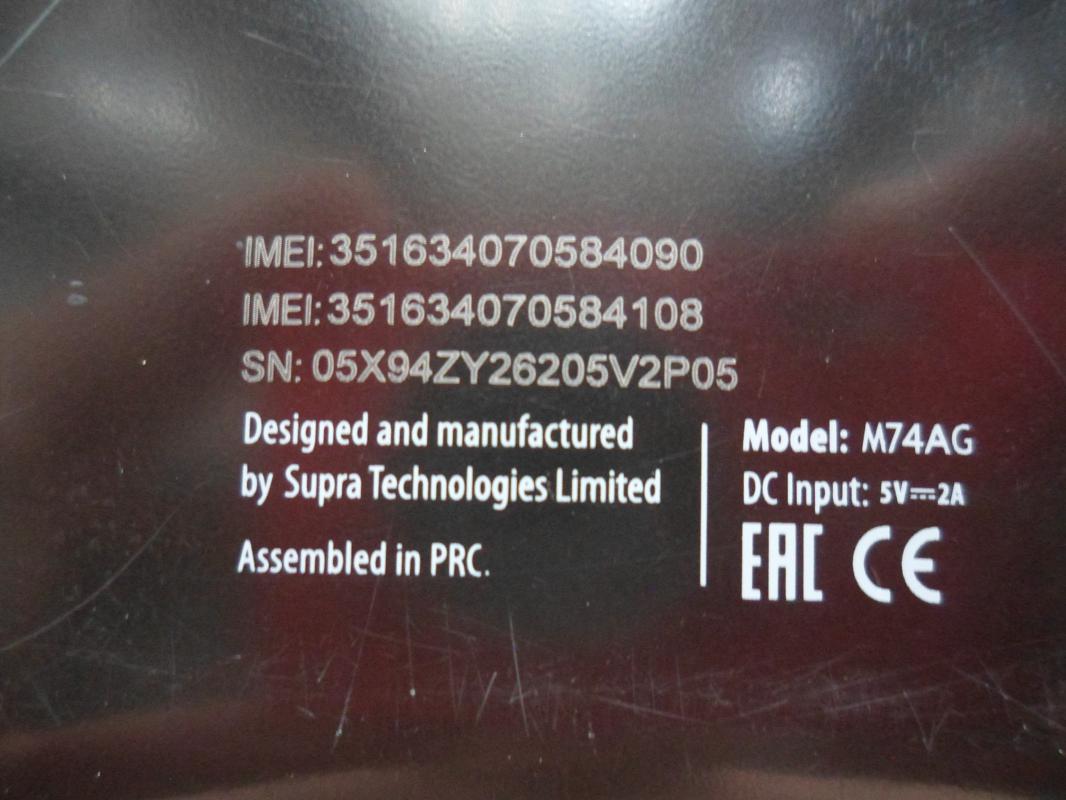 IMEI: 351634070584090
IMEI: 351634070584108
SN: 05X94ZY26205V2P05
Designed and manufactured
by Supra Technologies Limited
Assembled in PRC.
Model: M74AG
DC Input: 5V⎓2A
EAC CE